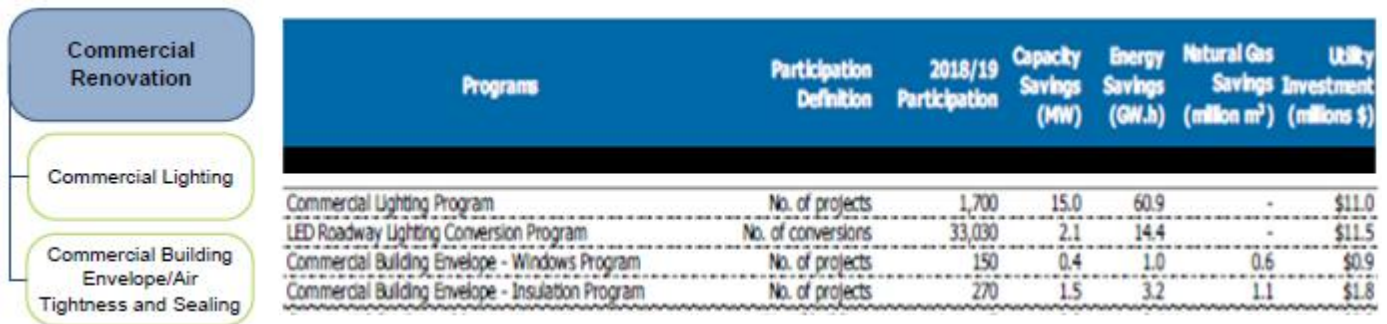 Commercial
Renovation
Commercial Lighting
Commercial Building
Envelope/Air
Tightness and Sealing
Programs
Participation
Definition
2018/19
Participation
Capacity
Savings
(MW)
Energy
Savings
(GW.h)
Natural Gas
Savings
(million m³)
Utility
Investment
(millions $)
Commercial Lighting Program No. of projects 1,700 15.0 60.9 - $11.0
LED Roadway Lighting Conversion Program No. of conversions 33,030 2.1 14.4 - $11.5
Commercial Building Envelope - Windows Program No. of projects 150 0.4 1.0 0.6 $0.9
Commercial Building Envelope - Insulation Program No. of projects 270 1.5 3.2 1.1 $1.8